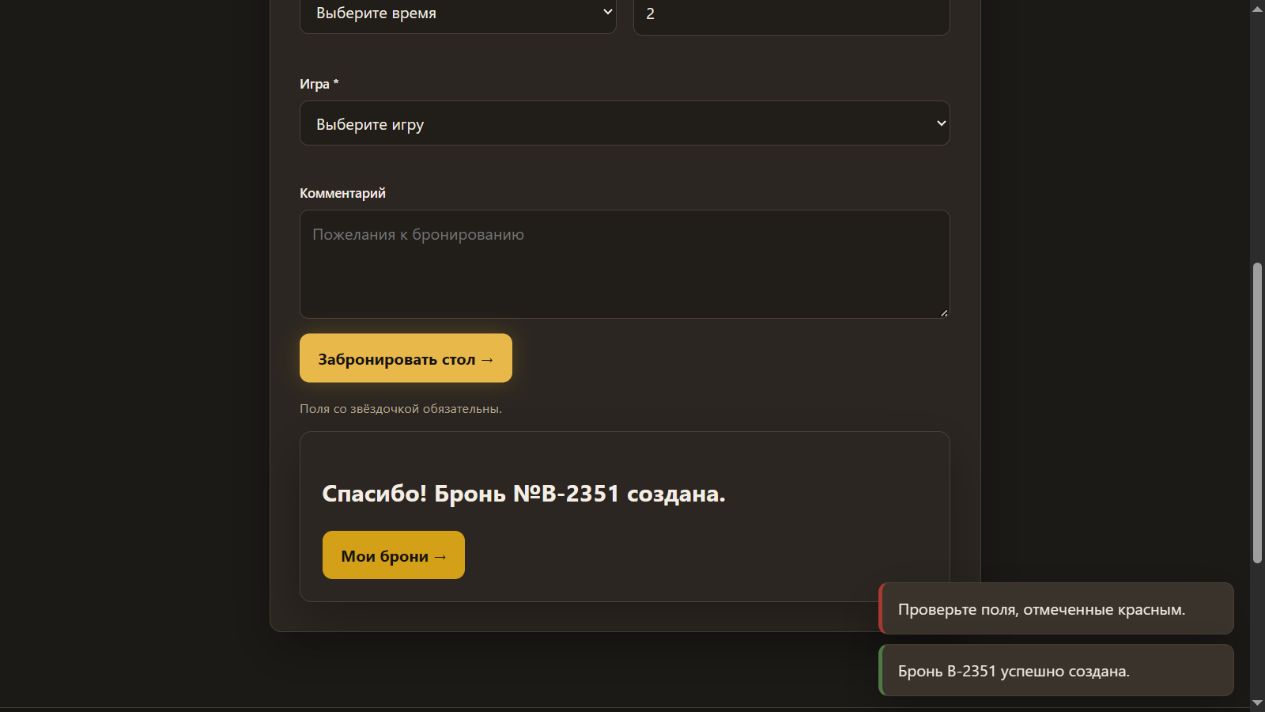 Выберите время
2
Игра *
Выберите игру
Комментарий
Пожелания к бронированию
Забронировать стол →
Поля со звёздочкой обязательны.
Спасибо! Бронь №B-2351 создана.
Мои брони →
Проверьте поля, отмеченные красным.
Бронь B-2351 успешно создана.